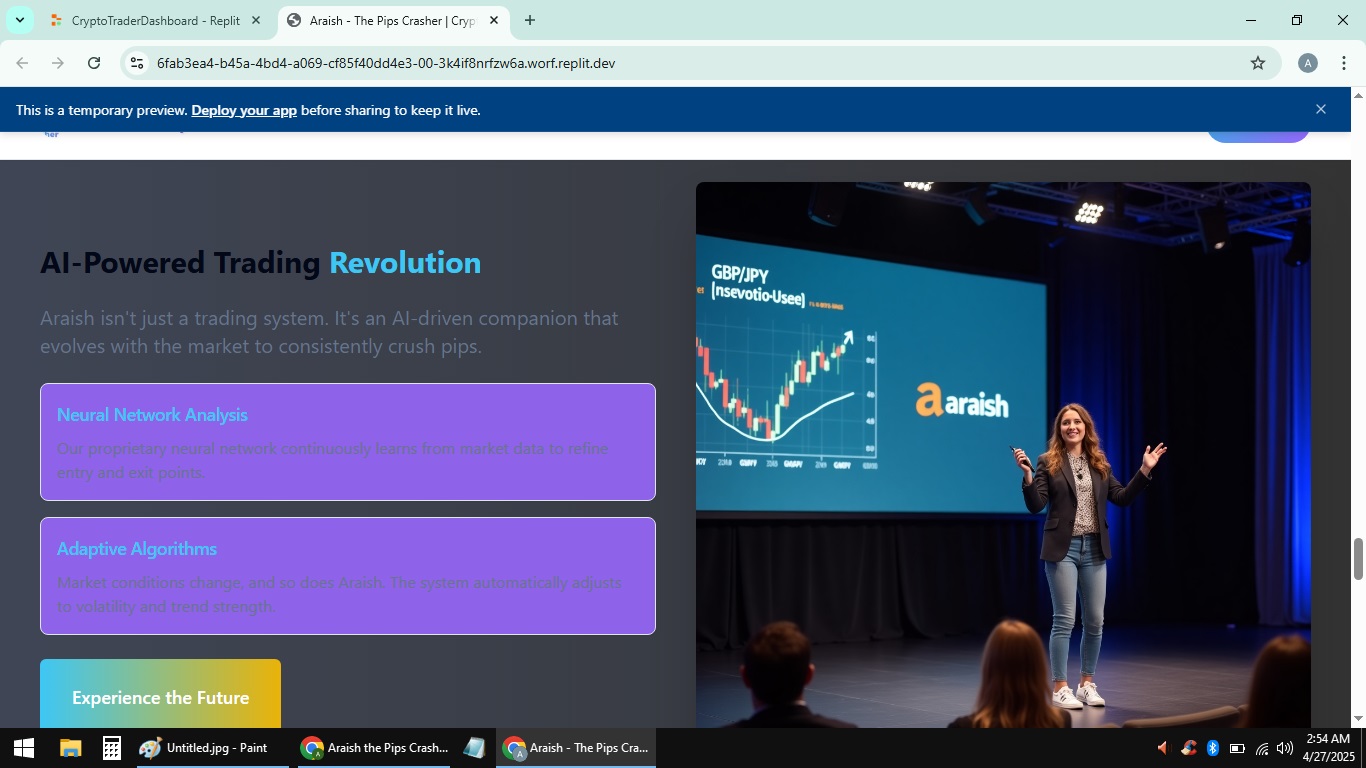 CryptoTraderDashboard - Replit
Araish - The Pips Crasher | Cryp
6fab3ea4-b45a-4bd4-a069-cf85f40dd4e3-00-3k4if8nrfzw6a.worf.replit.dev
A
This is a temporary preview. Deploy your app before sharing to keep it live.
AI-Powered Trading Revolution
Araish isn't just a trading system. It's an AI-driven companion that
evolves with the market to consistently crush pips.
Neural Network Analysis
Our proprietary neural network continuously learns from market data to refine
entry and exit points.
Adaptive Algorithms
Market conditions change, and so does Araish. The system automatically adjusts
to volatility and trend strength.
Experience the Future
GBP/JPY
(nsevotio-Usee)
a araish
Untitled.jpg - Paint
Araish the Pips Crash...
Araish - The Pips Cra...
2:54 AM
4/27/2025